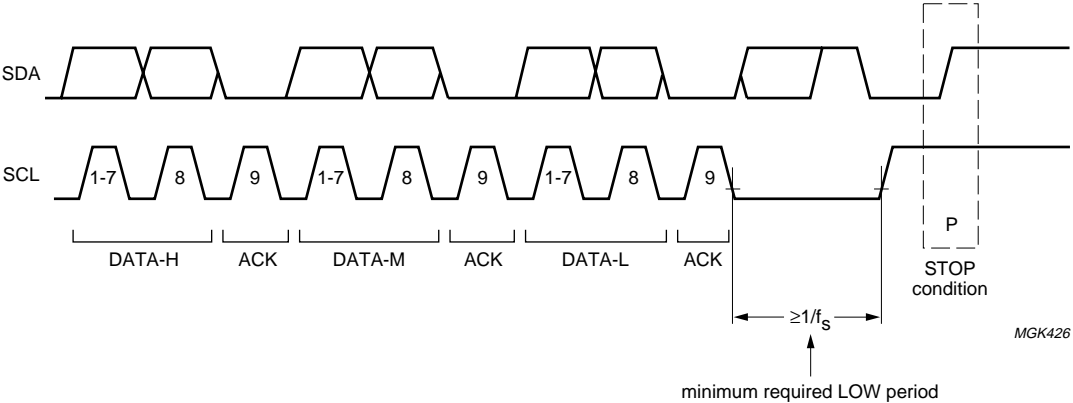 SDA
SCL
1-7 8 9 1-7 8 9 1-7 8 9
P
DATA-H ACK DATA-M ACK DATA-L ACK
STOP
condition
≥1/fS
MGK426
minimum required LOW period